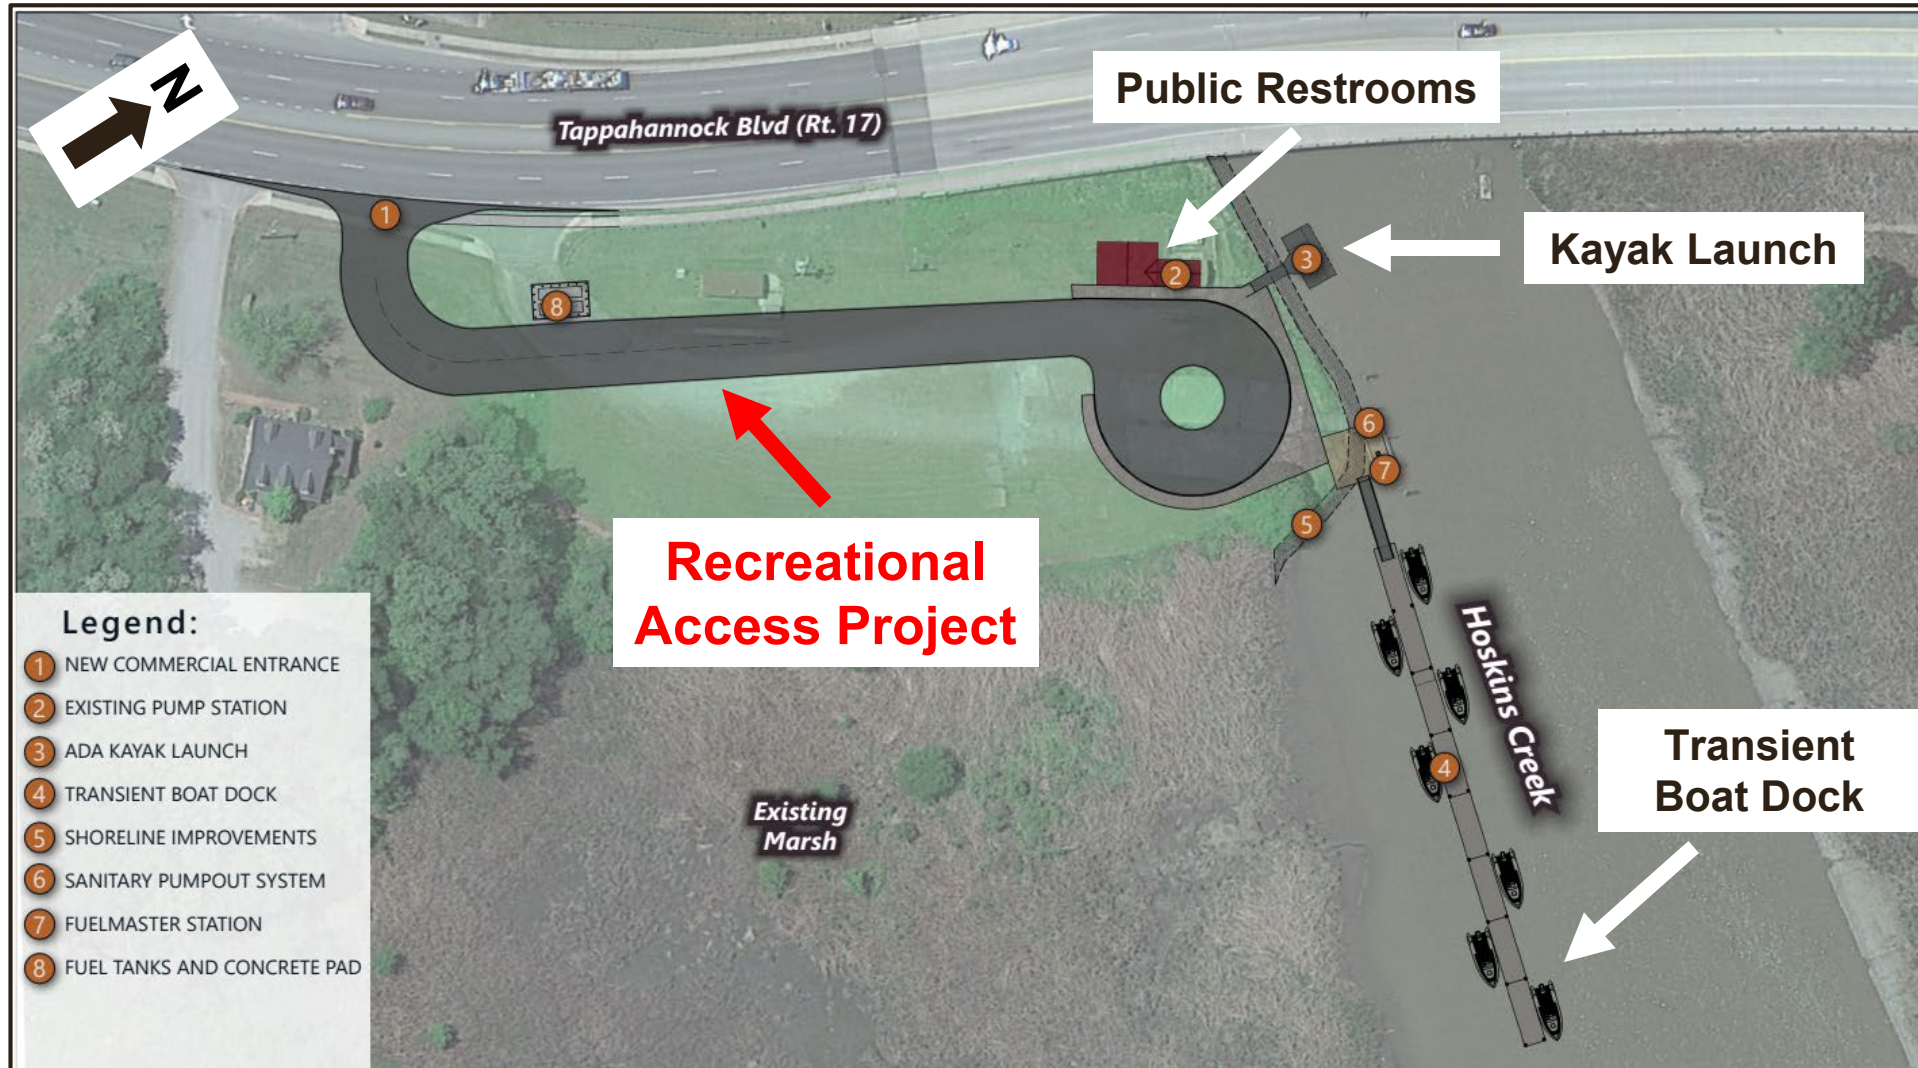 N
Tappahannock Blvd (Rt. 17)
Public Restrooms
Kayak Launch
1
2
3
8
6
7
5
Recreational
Access Project
Hoskins Creek
4
Transient
Boat Dock
Existing
Marsh
Legend:
1 NEW COMMERCIAL ENTRANCE
2 EXISTING PUMP STATION
3 ADA KAYAK LAUNCH
4 TRANSIENT BOAT DOCK
5 SHORELINE IMPROVEMENTS
6 SANITARY PUMPOUT SYSTEM
7 FUELMASTER STATION
8 FUEL TANKS AND CONCRETE PAD